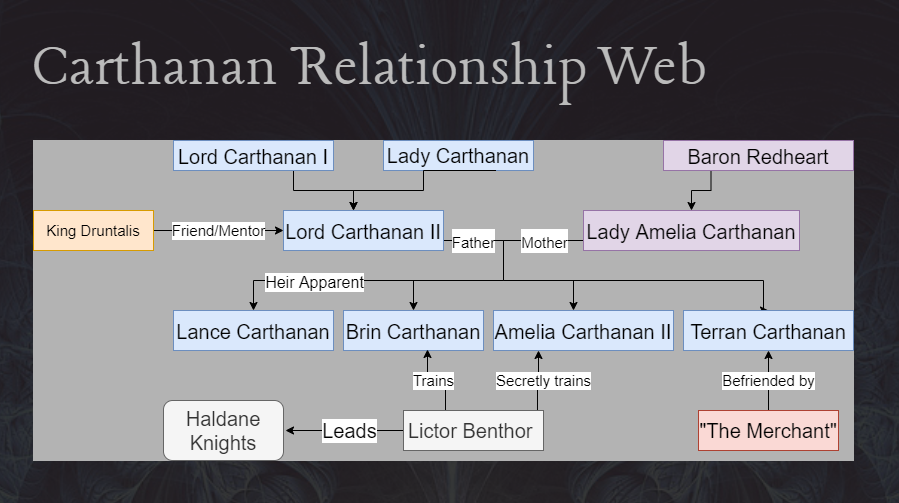 Carthanan Relationship Web
Lord Carthanan I
Lady Carthanan
Baron Redheart
King Druntalis
Friend/Mentor
Lord Carthanan II
Father
Mother
Lady Amelia Carthanan
Heir Apparent
Lance Carthanan
Brin Carthanan
Amelia Carthanan II
Terran Carthanan
Trains
Secretly trains
Befriended by
Haldane
Knights
Leads
Lictor Benthor
"The Merchant"